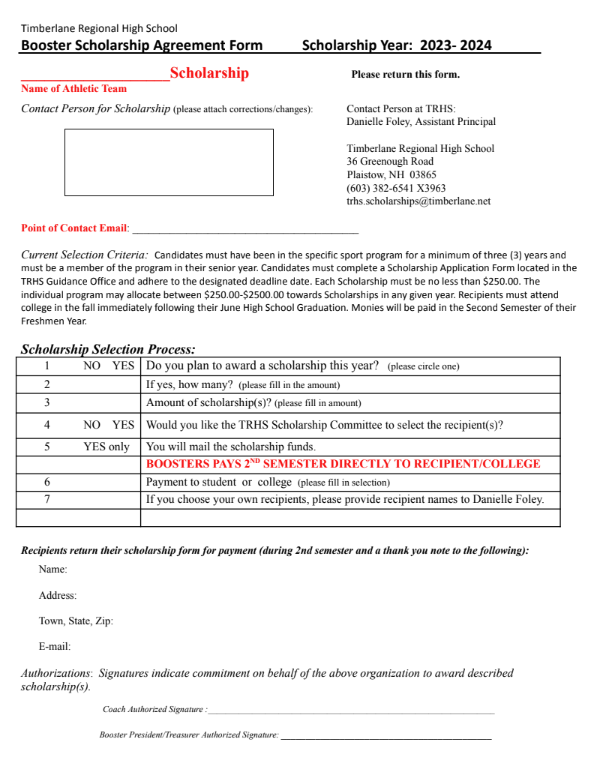 Timberlane Regional High School
Booster Scholarship Agreement Form Scholarship Year: 2023- 2024
____________________Scholarship Please return this form.
Name of Athletic Team
Contact Person for Scholarship (please attach corrections/changes):
Contact Person at TRHS:
Danielle Foley, Assistant Principal
Timberlane Regional High School
36 Greenough Road
Plaistow, NH 03865
(603) 382-6541 X3963
trhs.scholarships@timberlane.net
Point of Contact Email: __________________________________________
Current Selection Criteria: Candidates must have been in the specific sport program for a minimum of three (3) years and
must be a member of the program in their senior year. Candidates must complete a Scholarship Application Form located in the
TRHS Guidance Office and adhere to the designated deadline date. Each Scholarship must be no less than $250.00. The
individual program may allocate between $250.00-$2500.00 towards Scholarships in any given year. Recipients must attend
college in the fall immediately following their June High School Graduation. Monies will be paid in the Second Semester of their
Freshmen Year.
Scholarship Selection Process:
1 NO YES Do you plan to award a scholarship this year? (please circle one)
2 If yes, how many? (please fill in the amount)
3 Amount of scholarship(s)? (please fill in amount)
4 NO YES Would you like the TRHS Scholarship Committee to select the recipient(s)?
5 YES only You will mail the scholarship funds.
BOOSTERS PAYS 2ND SEMESTER DIRECTLY TO RECIPIENT/COLLEGE
6 Payment to student or college (please fill in selection)
7 If you choose your own recipients, please provide recipient names to Danielle Foley.
Recipients return their scholarship form for payment (during 2nd semester and a thank you note to the following):
Name:
Address:
Town, State, Zip:
E-mail:
Authorizations: Signatures indicate commitment on behalf of the above organization to award described
scholarship(s).
Coach Authorized Signature :____________________________________________________________
Booster President/Treasurer Authorized Signature: ____________________________________________